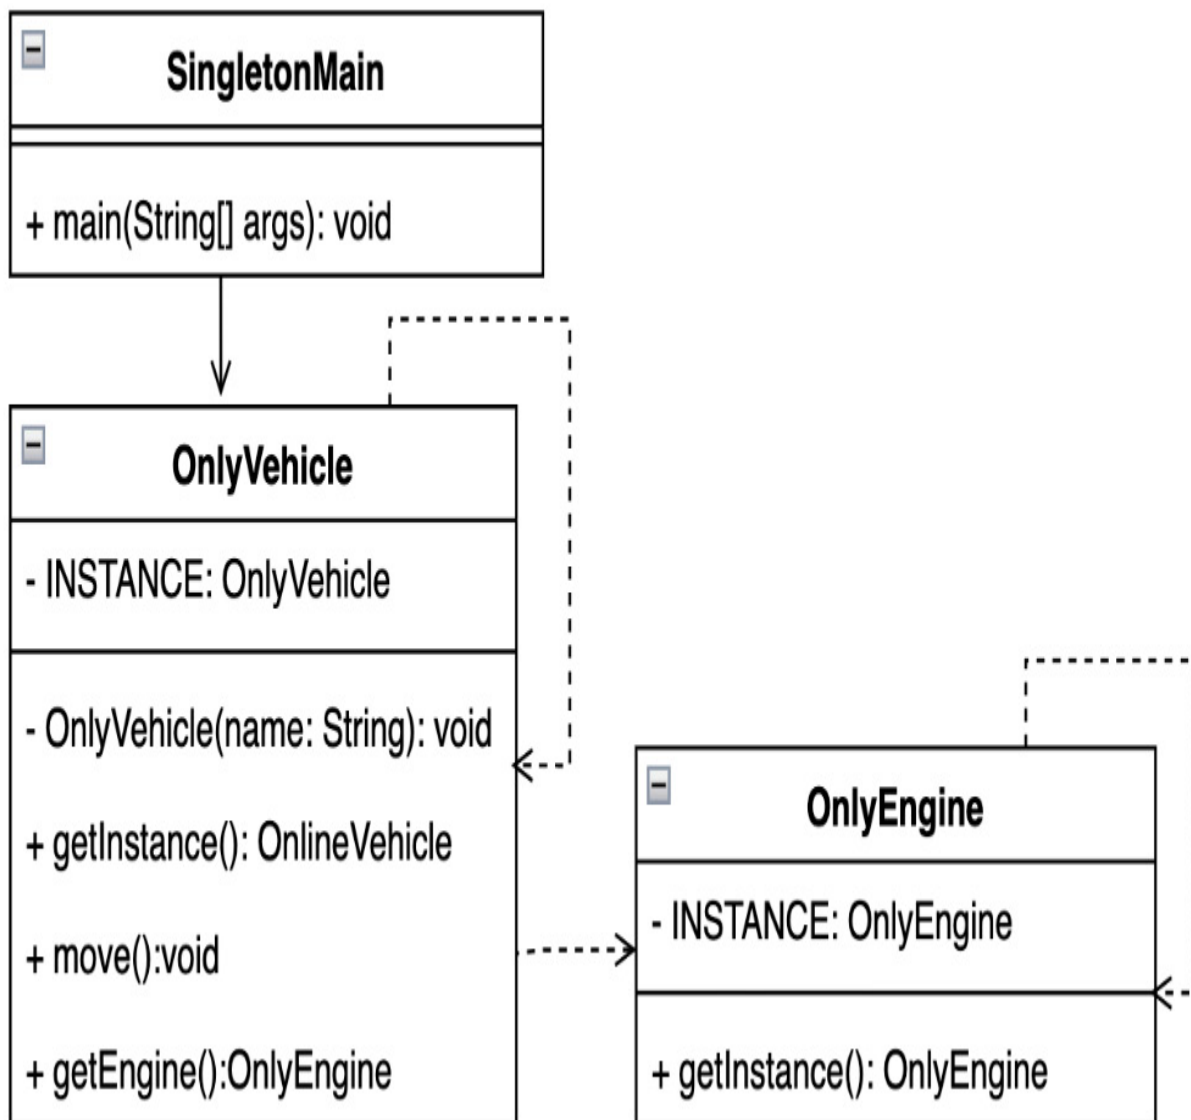 SingletonMain
+ main(String[] args): void
OnlyVehicle
- INSTANCE: OnlyVehicle
- OnlyVehicle(name: String): void
+ getInstance(): OnlineVehicle
+ move():void
+ getEngine():OnlyEngine
OnlyEngine
- INSTANCE: OnlyEngine
+ getInstance(): OnlyEngine